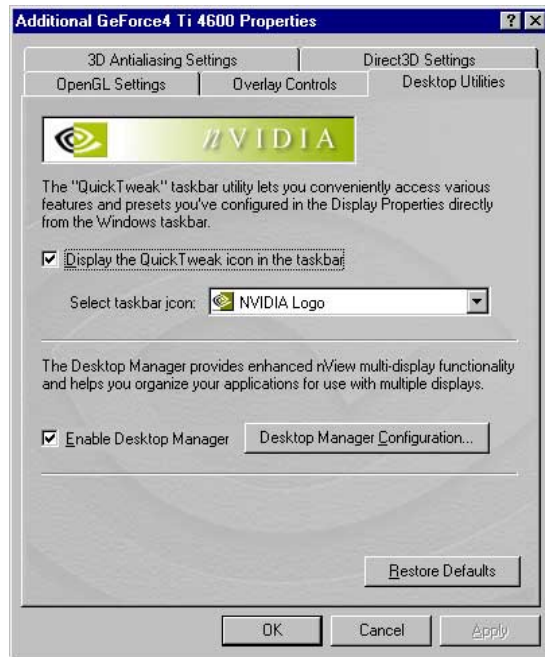 Additional GeForce4 Ti 4600 Properties
3D Antialiasing Settings
Direct3D Settings
OpenGL Settings
Overlay Controls
Desktop Utilities
nVIDIA
The "QuickTweak" taskbar utility lets you conveniently access various
features and presets you've configured in the Display Properties directly
from the Windows taskbar.
Display the QuickTweak icon in the taskbar
Select taskbar icon:
NVIDIA Logo
The Desktop Manager provides enhanced nView multi-display functionality
and helps you organize your applications for use with multiple displays.
Enable Desktop Manager
Desktop Manager Configuration...
Restore Defaults
OK
Cancel
Apply